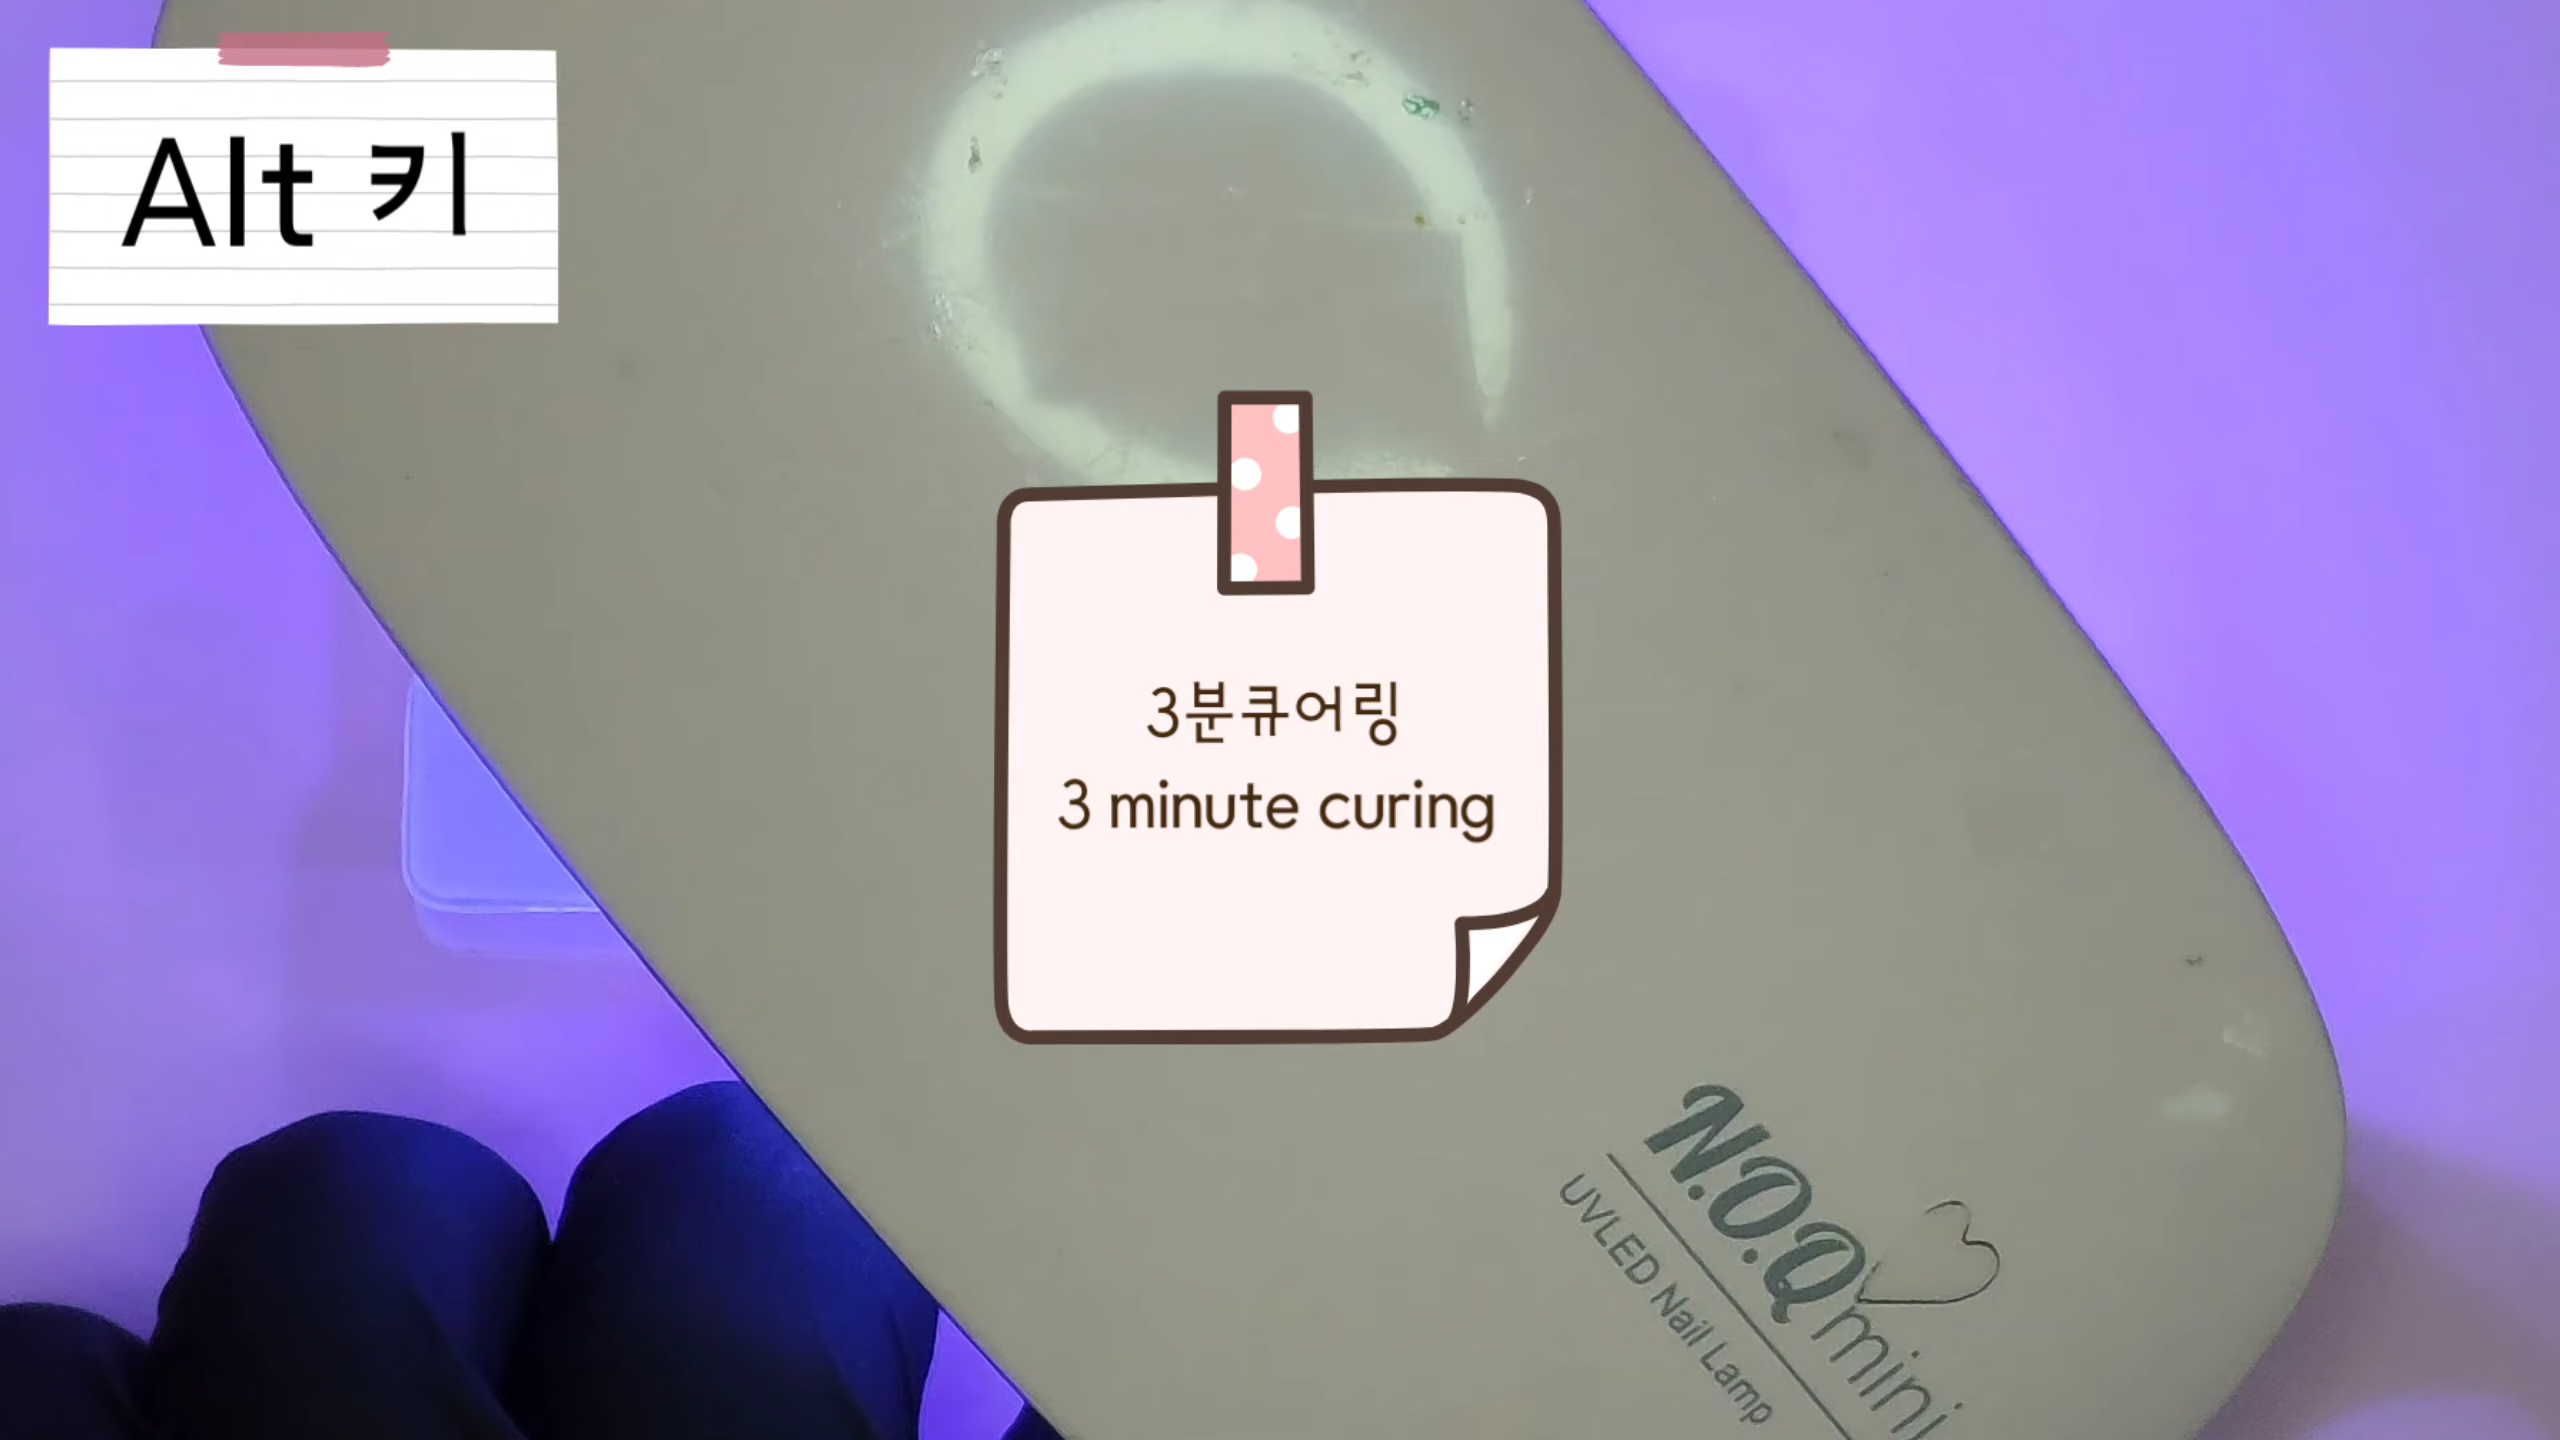 Alt 키
3분큐어링
3 minute curing
N.O.Q mini
UVLED Nail Lamp